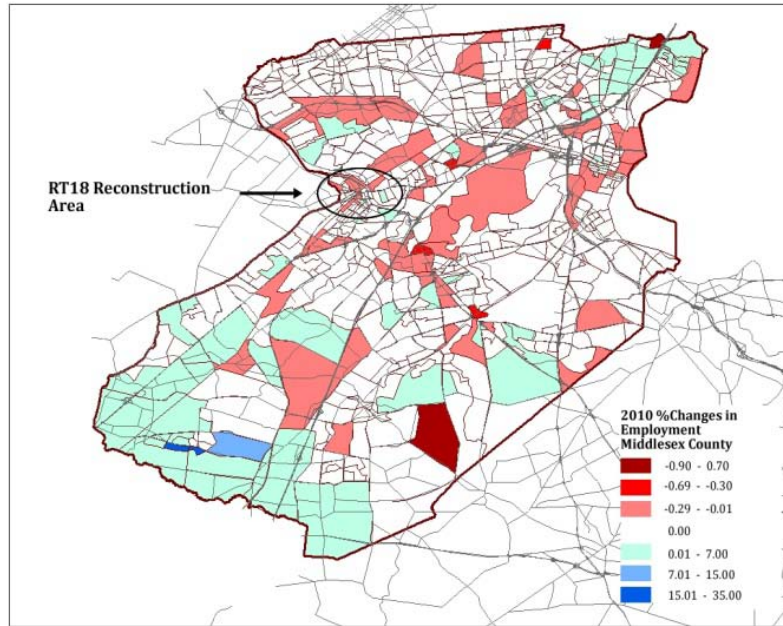 RT18 Reconstruction
Area
2010 %Changes in
Employment
Middlesex County
-0.90 - 0.70
-0.69 - -0.30
-0.29 - -0.01
0.00
0.01 - 7.00
7.01 - 15.00
15.01 - 35.00